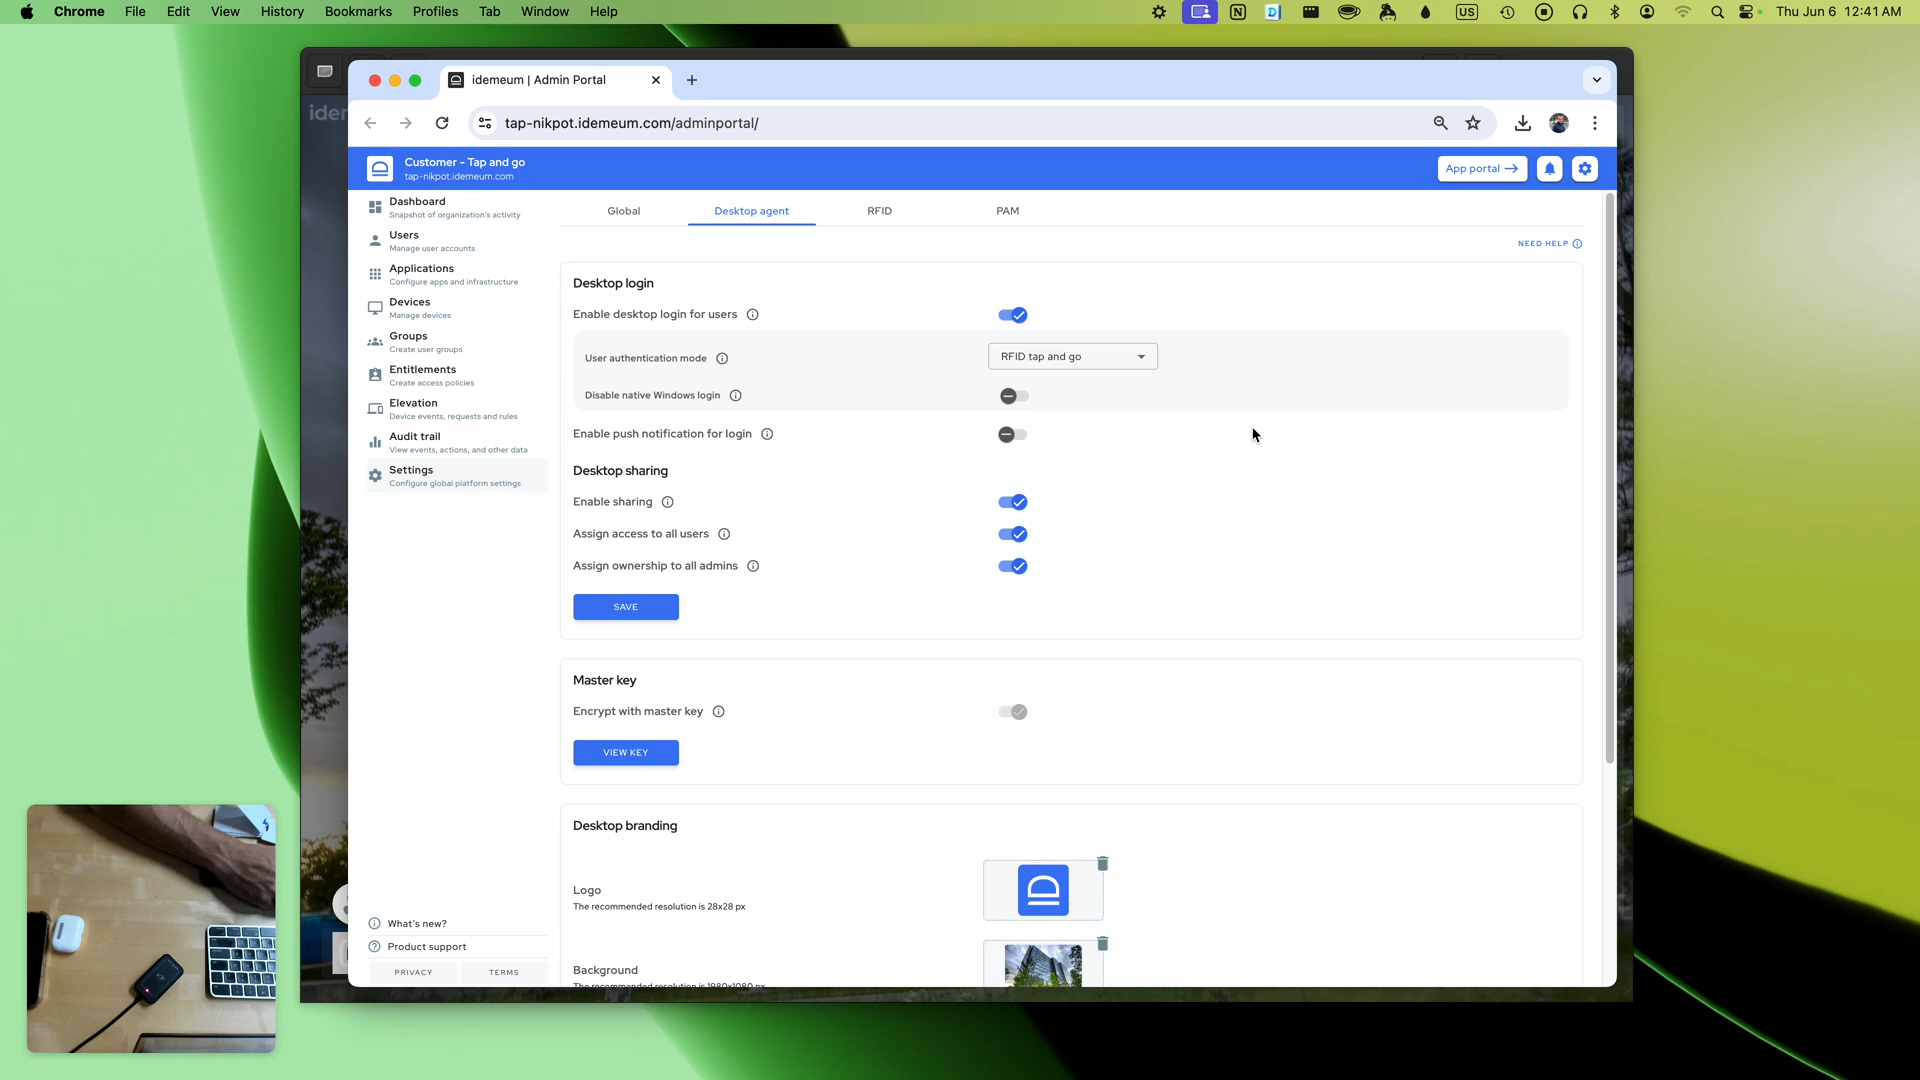 Chrome File Edit View History Bookmarks Profiles Tab Window Help US Thu Jun 6 12:41 AM
idemeum | Admin Portal
tap-nikpot.idemeum.com/adminportal/
Customer - Tap and go
tap-nikpot.idemeum.com
App portal
Dashboard
Snapshot of organization's activity
Users
Manage user accounts
Applications
Configure apps and infrastructure
Devices
Manage devices
Groups
Create user groups
Entitlements
Create access policies
Elevation
Device events, requests and rules
Audit trail
View events, actions, and other data
Settings
Configure global platform settings
What's new?
Product support
PRIVACY TERMS
Global Desktop agent RFID PAM
NEED HELP
Desktop login
Enable desktop login for users
User authentication mode RFID tap and go
Disable native Windows login
Enable push notification for login
Desktop sharing
Enable sharing
Assign access to all users
Assign ownership to all admins
SAVE
Master key
Encrypt with master key
VIEW KEY
Desktop branding
Logo
The recommended resolution is 28x28 px
Background
The recommended resolution is 1980x1080 px